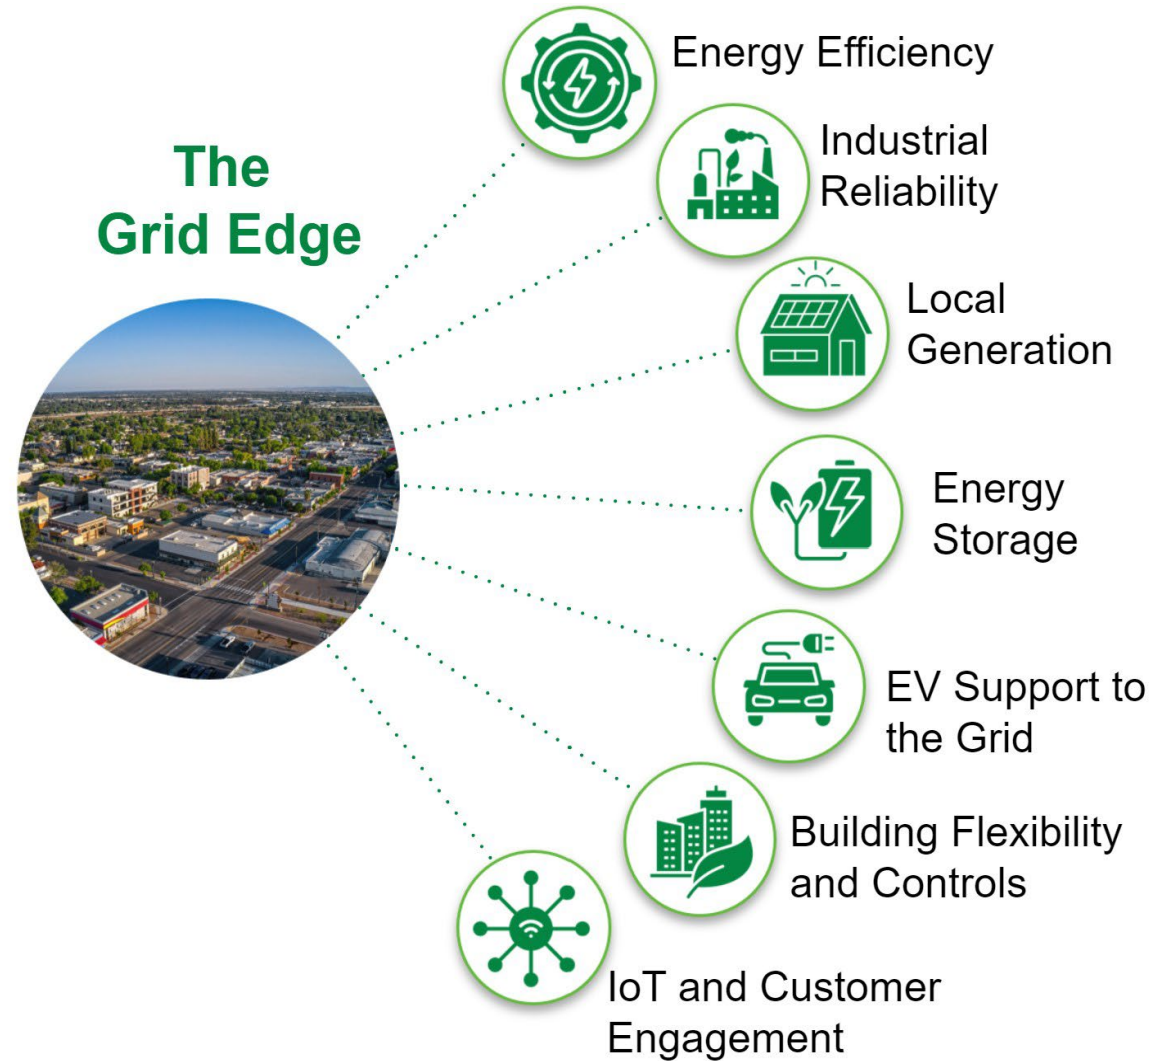 The
Grid Edge
Energy Efficiency
Industrial
Reliability
Local
Generation
Energy
Storage
EV Support to
the Grid
Building Flexibility
and Controls
IoT and Customer
Engagement